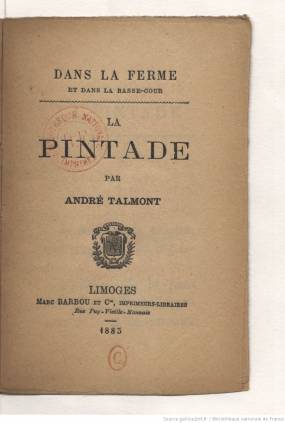 DANS LA FERME
ET DANS LA BASSE-COUR
LA
PINTADE
PAR
ANDRÉ TALMONT
LIMOGES
MARC BARBOU ET Cie, IMPRIMEURS-LIBRAIRES
Rue Puy-Vieille-Monnaie
1885
Source gallica.bnf.fr / Bibliothèque nationale de France